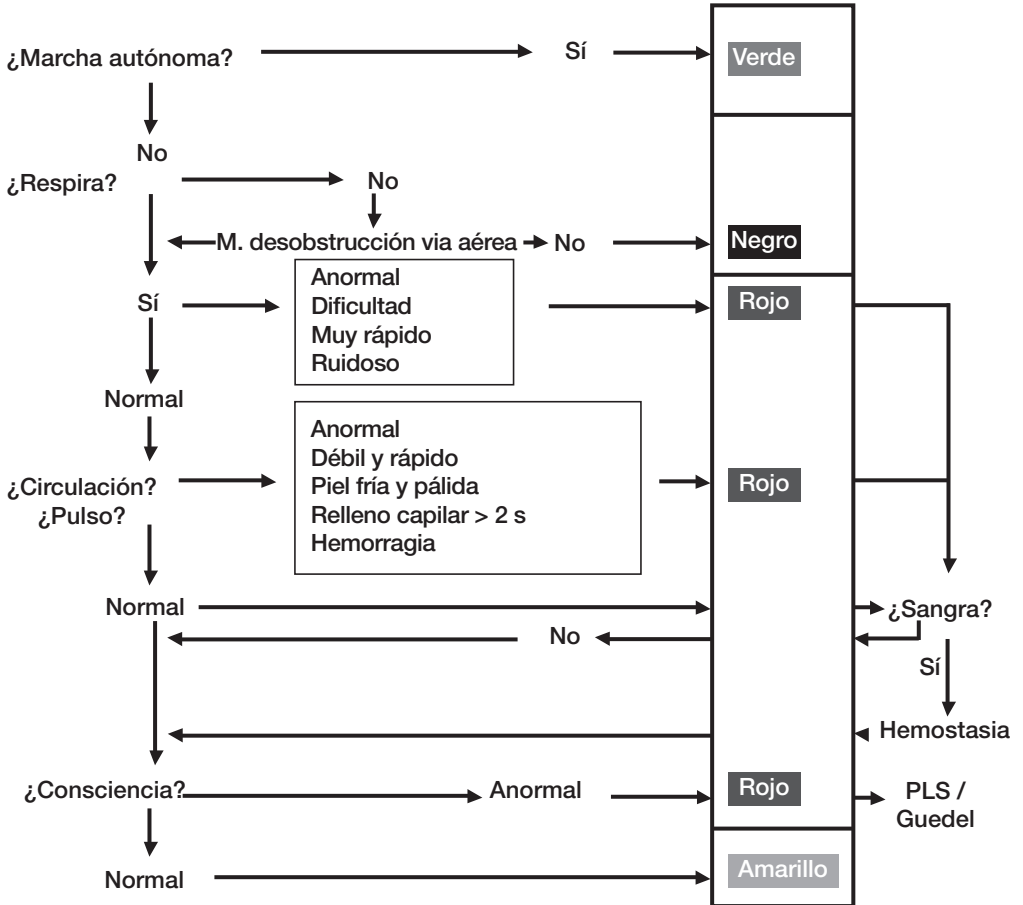 ¿Marcha autónoma?
Sí
Verde
No
¿Respira?
No
M. desobstrucción via aérea
No
Negro
Sí
Anormal
Dificultad
Muy rápido
Ruidoso
Rojo
Normal
¿Circulación?
¿Pulso?
Anormal
Débil y rápido
Piel fría y pálida
Relleno capilar > 2 s
Hemorragia
Rojo
Normal
¿Sangra?
No
Sí
Hemostasia
¿Consciencia?
Anormal
Rojo
PLS /
Guedel
Normal
Amarillo